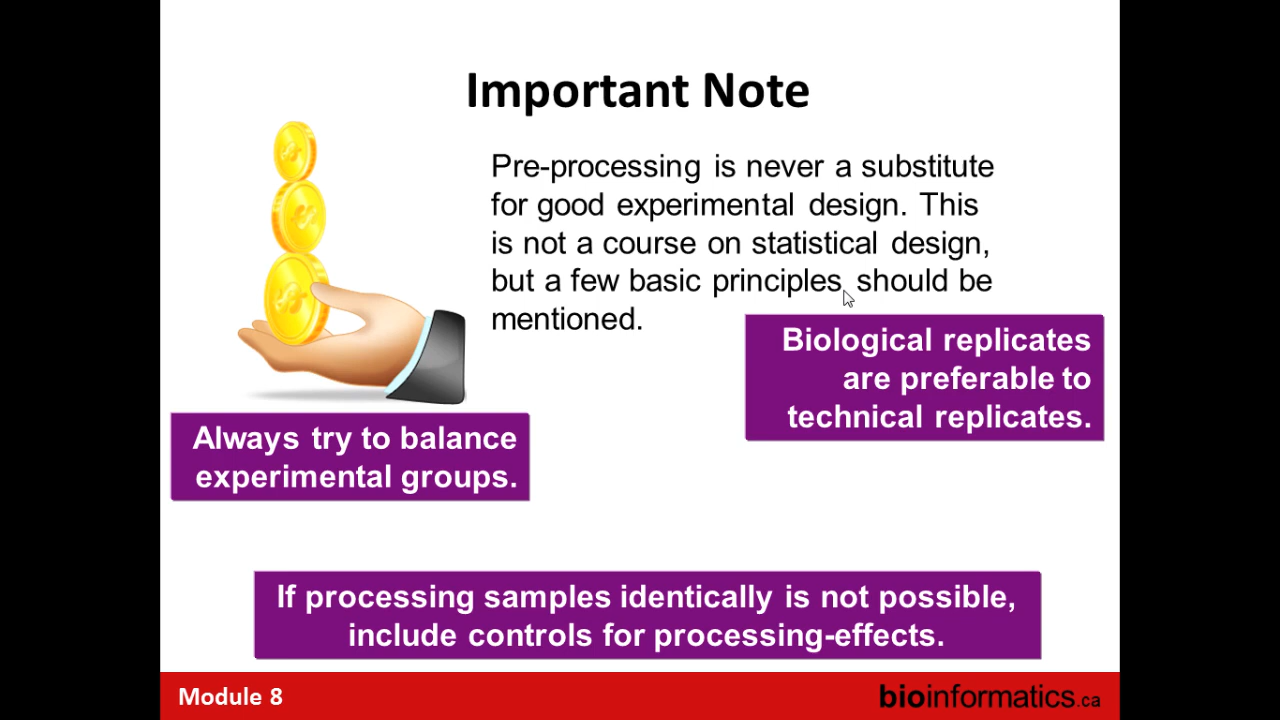 Important Note
Pre-processing is never a substitute
for good experimental design. This
is not a course on statistical design,
but a few basic principles should be
mentioned.
Biological replicates
are preferable to
technical replicates.
Always try to balance
experimental groups.
If processing samples identically is not possible,
include controls for processing-effects.
Module 8
bioinformatics.ca